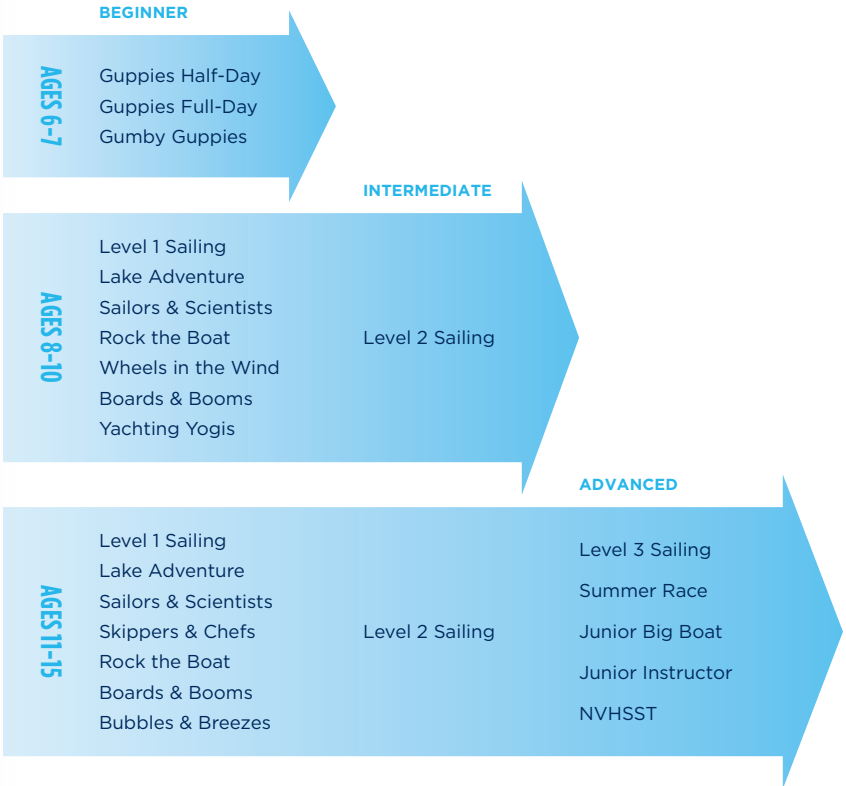 BEGINNER
AGES 6–7
Guppies Half-Day
Guppies Full-Day
Gumby Guppies
INTERMEDIATE
AGES 8–10
Level 1 Sailing
Lake Adventure
Sailors & Scientists
Rock the Boat
Wheels in the Wind
Boards & Booms
Yachting Yogis
Level 2 Sailing
ADVANCED
AGES 11–15
Level 1 Sailing
Lake Adventure
Sailors & Scientists
Skippers & Chefs
Rock the Boat
Boards & Booms
Bubbles & Breezes
Level 2 Sailing
Level 3 Sailing
Summer Race
Junior Big Boat
Junior Instructor
NVHSST